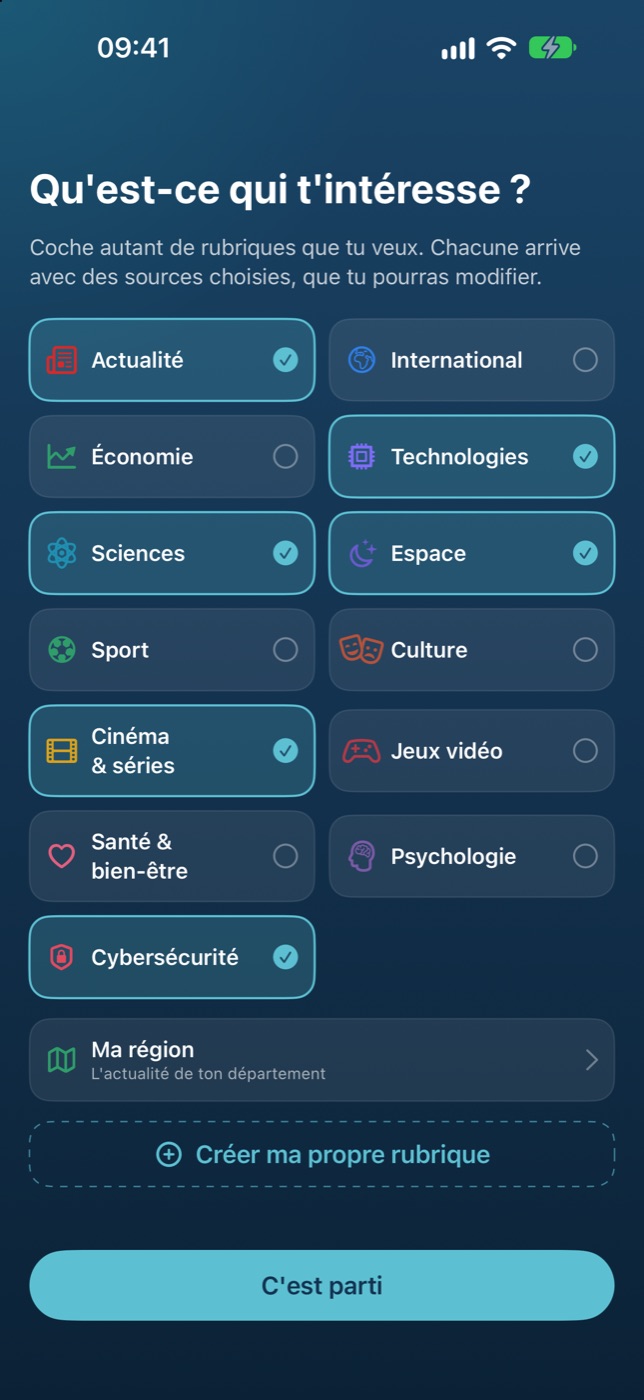 09:41
Qu'est-ce qui t'intéresse ?
Coche autant de rubriques que tu veux. Chacune arrive
avec des sources choisies, que tu pourras modifier.
Actualité
International
Économie
Technologies
Sciences
Espace
Sport
Culture
Cinéma
& séries
Jeux vidéo
Santé &
bien-être
Psychologie
Cybersécurité
Ma région
L'actualité de ton département
Créer ma propre rubrique
C'est parti